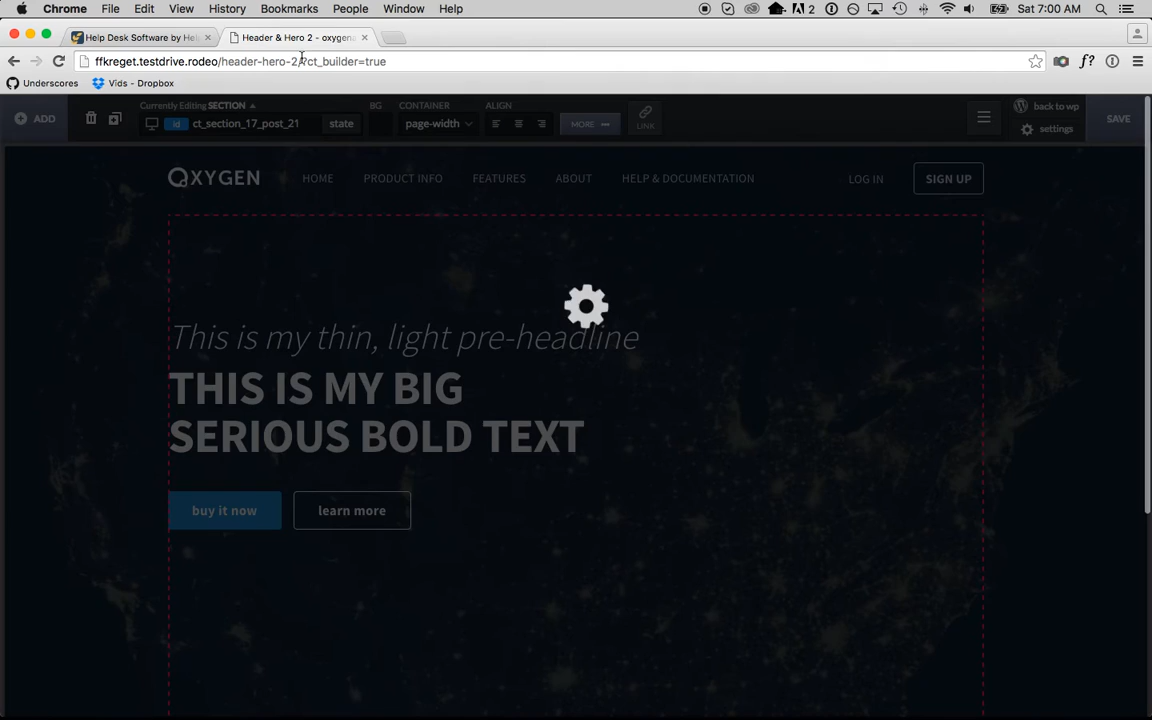 Chrome File Edit View History Bookmarks People Window Help 2 Sat 7:00 AM
Help Desk Software by Hel Header & Hero 2 - oxygena
ffkreget.testdrive.rodeo/header-hero-2/?ct_builder=true f?
Underscores Vids - Dropbox
ADD
Currently Editing SECTION
id ct_section_17_post_21 state
BG
CONTAINER
page-width
ALIGN
MORE
LINK
back to wp
settings
SAVE
OXYGEN HOME PRODUCT INFO FEATURES ABOUT HELP & DOCUMENTATION LOG IN SIGN UP
This is my thin, light pre-headline
THIS IS MY BIG
SERIOUS BOLD TEXT
buy it now learn more